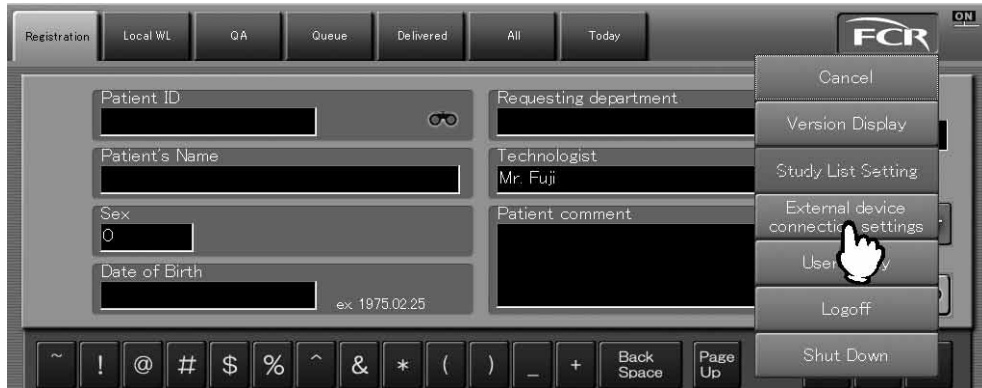 Registration
Local WL
QA
Queue
Delivered
All
Today
FCR
ON
Patient ID
Requesting department
Patient's Name
Technologist
Mr. Fuji
Sex
O
Patient comment
Date of Birth
ex. 1975.02.25
Cancel
Version Display
Study List Setting
External device
connection settings
User
Logoff
Shut Down
~ ! @ # $ % ^ & * ( ) _ +
Back
Space
Page
Up